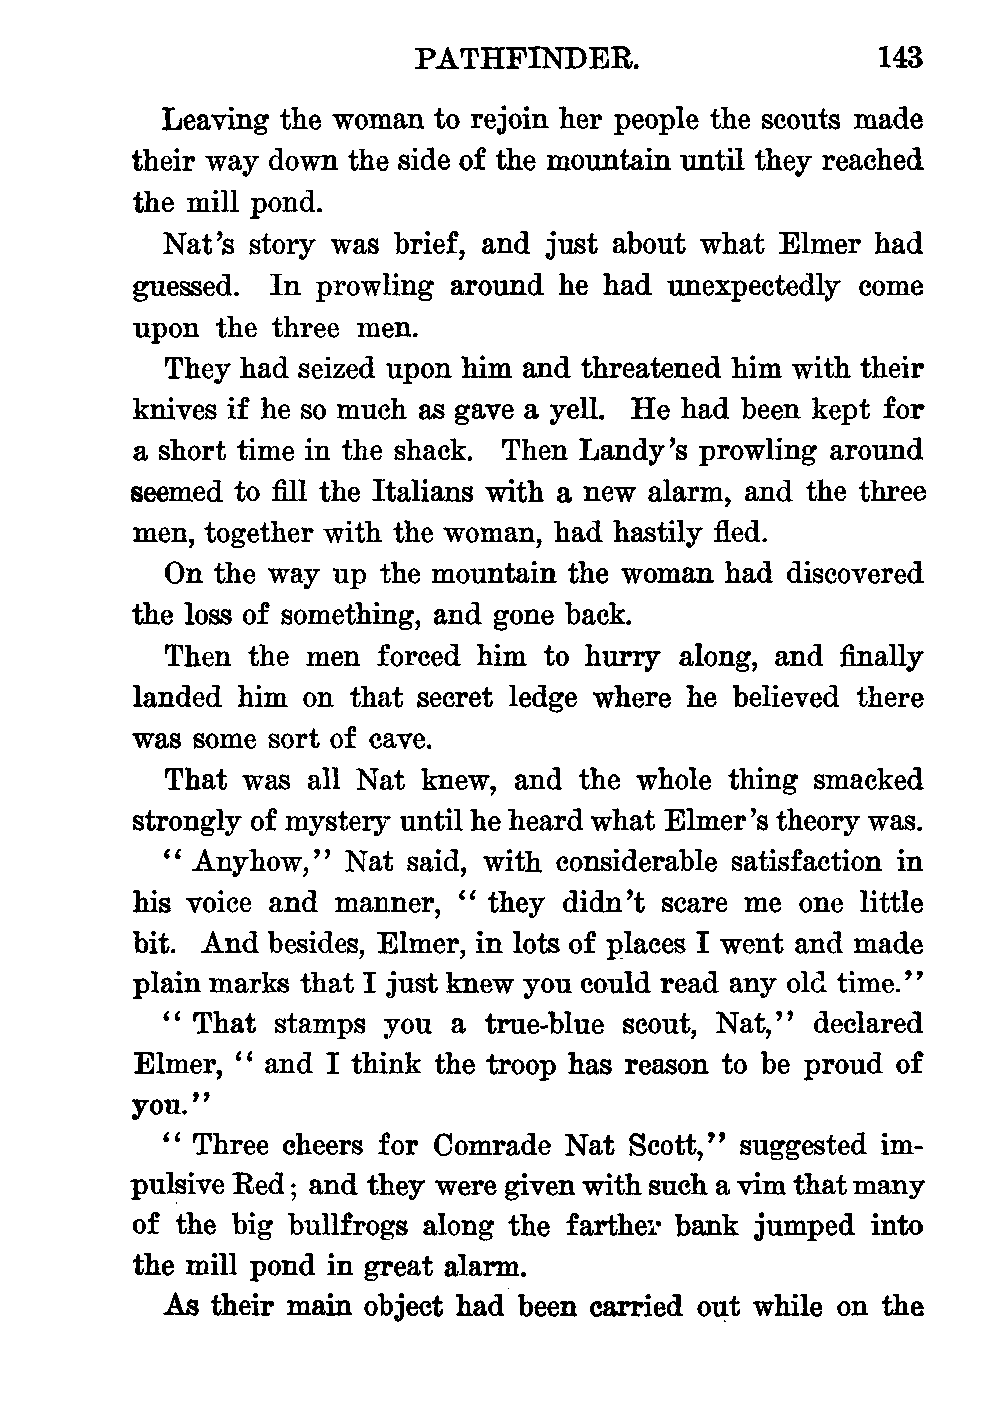 PATHFINDER. 143
Leaving the woman to rejoin her people the scouts made
their way down the side of the mountain until they reached
the mill pond.
Nat's story was brief, and just about what Elmer had
guessed. In prowling around he had unexpectedly come
upon the three men.
They had seized upon him and threatened him with their
knives if he so much as gave a yell. He had been kept for
a short time in the shack. Then Landy's prowling around
seemed to fill the Italians with a new alarm, and the three
men, together with the woman, had hastily fled.
On the way up the mountain the woman had discovered
the loss of something, and gone back.
Then the men forced him to hurry along, and finally
landed him on that secret ledge where he believed there
was some sort of cave.
That was all Nat knew, and the whole thing smacked
strongly of mystery until he heard what Elmer's theory was.
“ Anyhow,” Nat said, with considerable satisfaction in
his voice and manner, “ they didn't scare me one little
bit. And besides, Elmer, in lots of places I went and made
plain marks that I just knew you could read any old time.”
“ That stamps you a true-blue scout, Nat,” declared
Elmer, “ and I think the troop has reason to be proud of
you.”
“ Three cheers for Comrade Nat Scott,” suggested im-
pulsive Red; and they were given with such a vim that many
of the big bullfrogs along the farther bank jumped into
the mill pond in great alarm.
As their main object had been carried out while on the